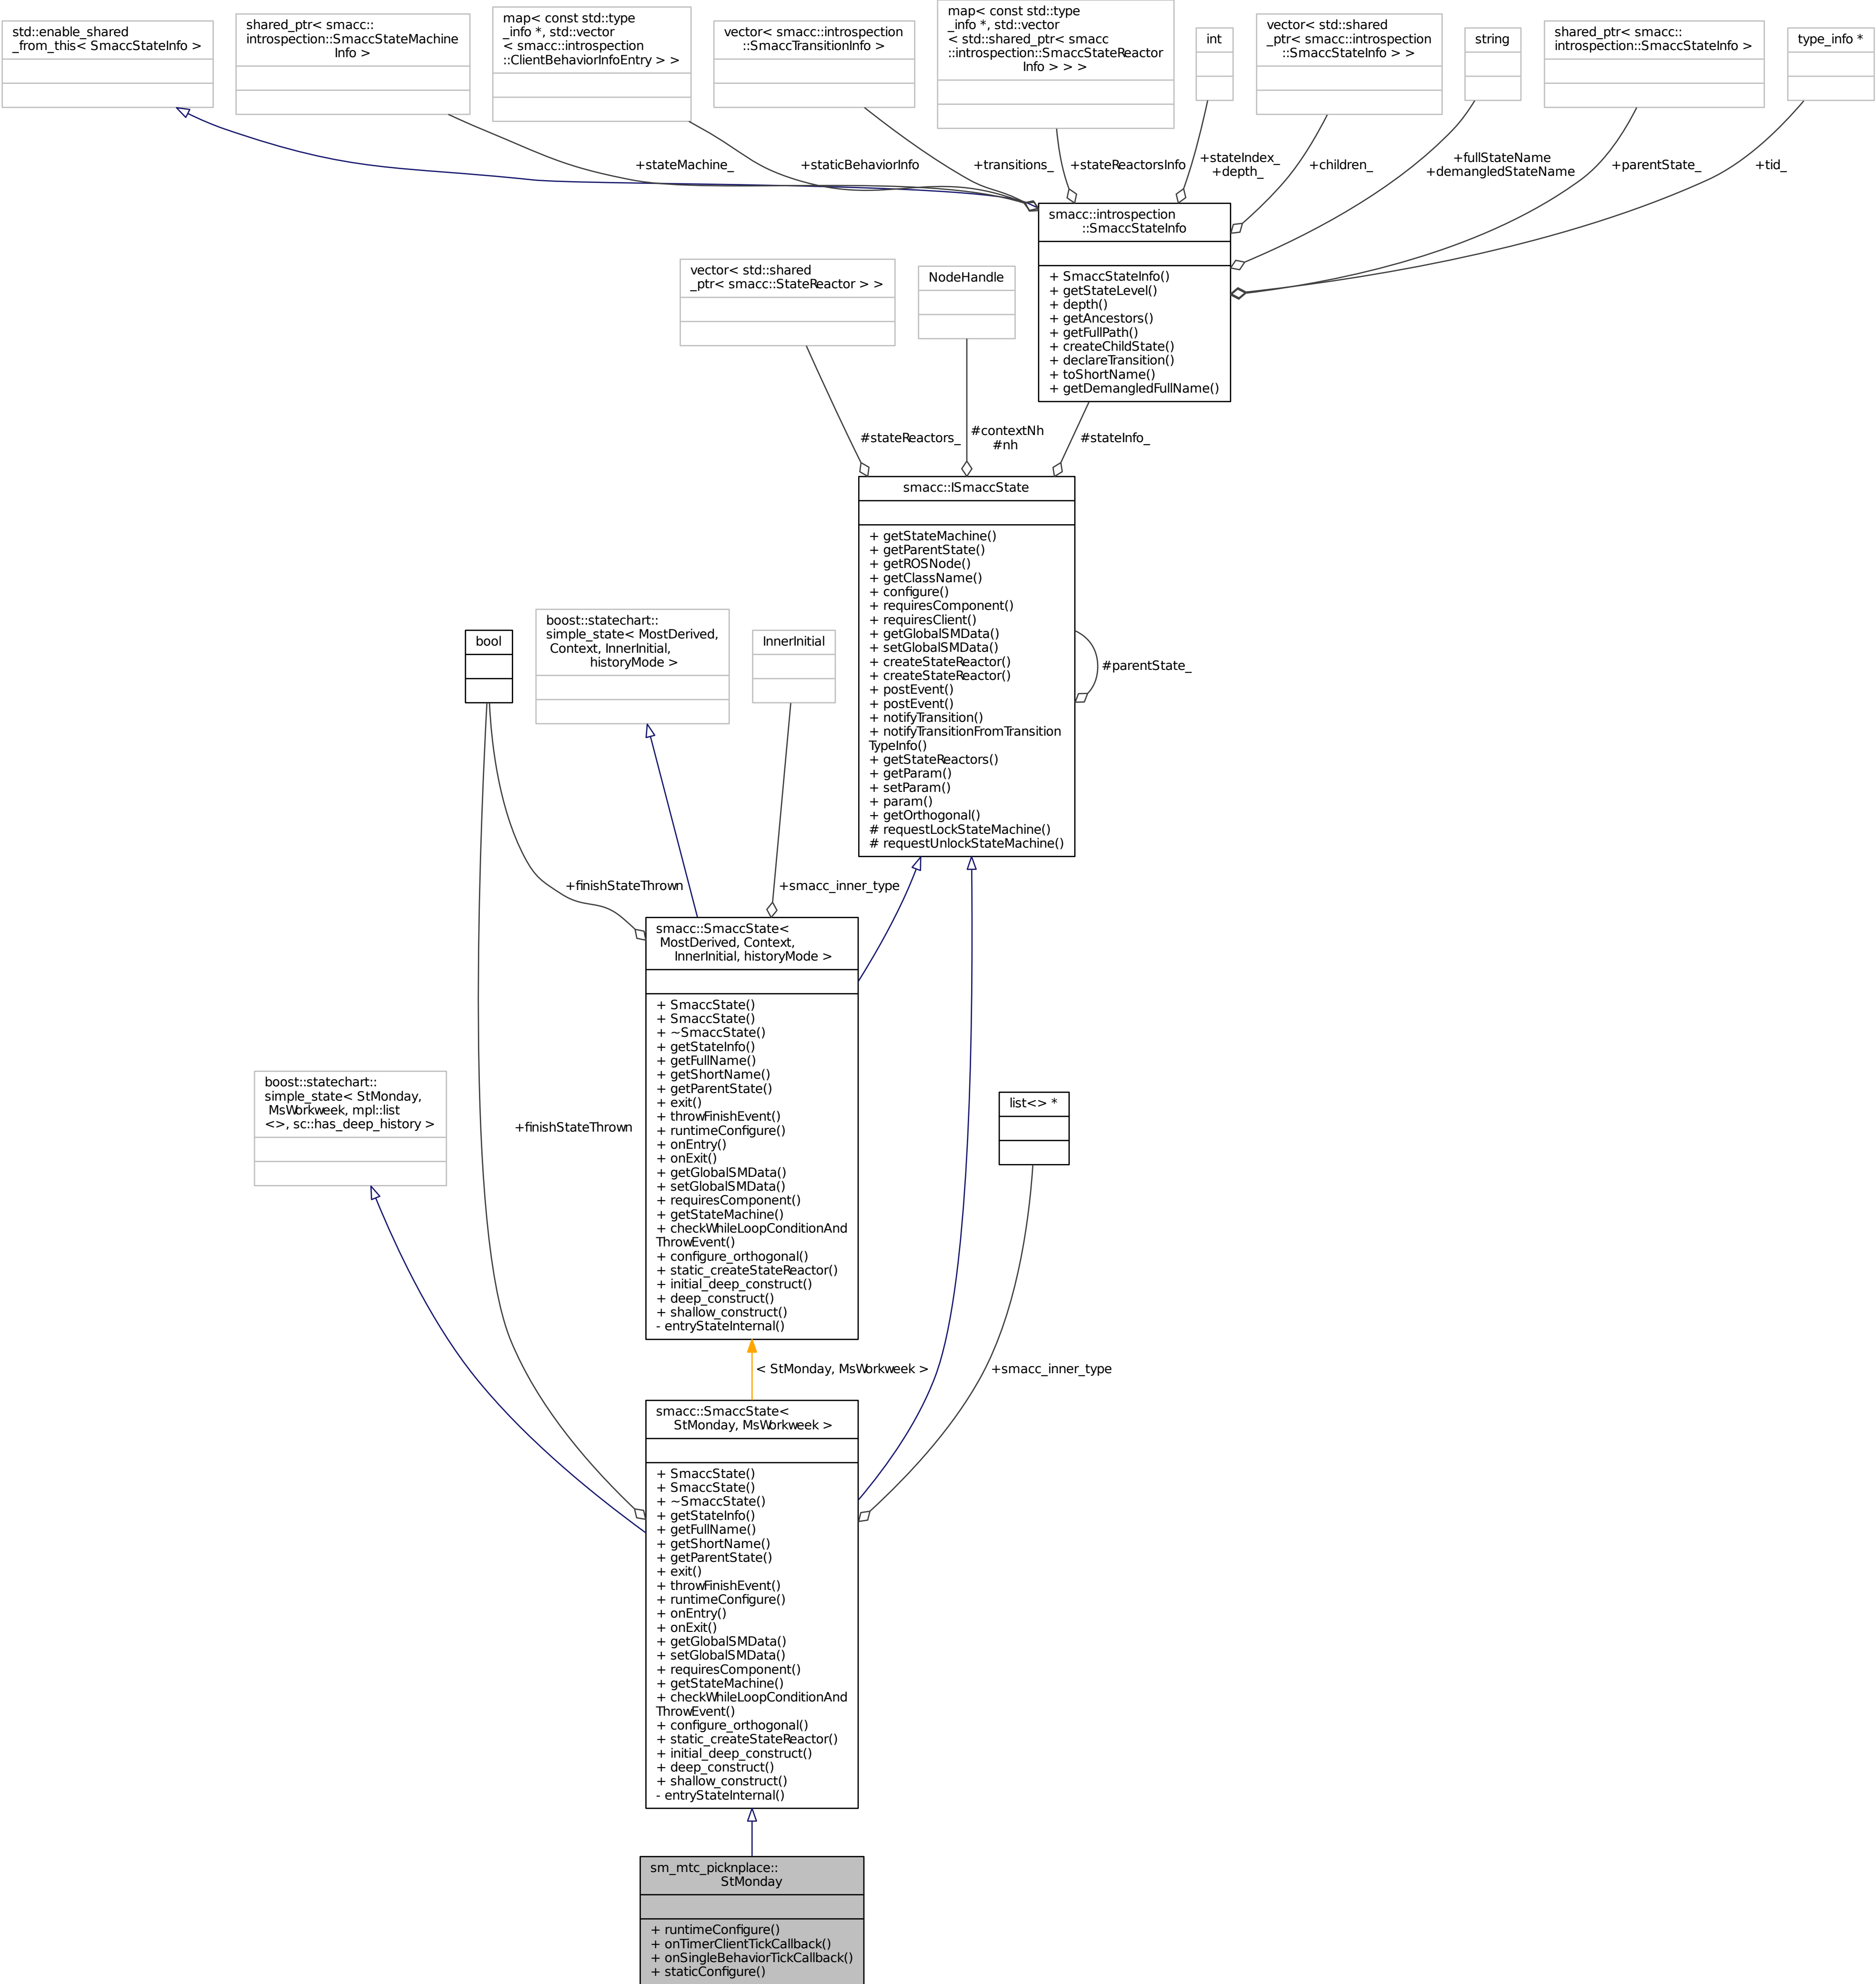 std::enable_shared
_from_this< SmaccStateInfo >
shared_ptr< smacc::
introspection::SmaccStateMachine
Info >
map< const std::type
_info *, std::vector
< smacc::introspection
::ClientBehaviorInfoEntry > >
vector< smacc::introspection
::SmaccTransitionInfo >
map< const std::type
_info *, std::vector
< std::shared_ptr< smacc
::introspection::SmaccStateReactor
Info > > >
int
vector< std::shared
_ptr< smacc::introspection
::SmaccStateInfo > >
string
shared_ptr< smacc::
introspection::SmaccStateInfo >
type_info *
+stateMachine_
+staticBehaviorInfo
+transitions_
+stateReactorsInfo
+stateIndex_
+depth_
+children_
+fullStateName
+demangledStateName
+parentState_
+tid_
smacc::introspection
::SmaccStateInfo
+ SmaccStateInfo()
+ getStateLevel()
+ depth()
+ getAncestors()
+ getFullPath()
+ createChildState()
+ declareTransition()
+ toShortName()
+ getDemangledFullName()
vector< std::shared
_ptr< smacc::StateReactor > >
NodeHandle
#stateReactors_
#contextNh
#nh
#stateInfo_
smacc::ISmaccState
+ getStateMachine()
+ getParentState()
+ getROSNode()
+ getClassName()
+ configure()
+ requiresComponent()
+ requiresClient()
+ getGlobalSMData()
+ setGlobalSMData()
+ createStateReactor()
+ createStateReactor()
+ postEvent()
+ postEvent()
+ notifyTransition()
+ notifyTransitionFromTransition
TypeInfo()
+ getStateReactors()
+ getParam()
+ setParam()
+ param()
+ getOrthogonal()
# requestLockStateMachine()
# requestUnlockStateMachine()
#parentState_
bool
boost::statechart::
simple_state< MostDerived,
Context, InnerInitial,
historyMode >
InnerInitial
+finishStateThrown
+smacc_inner_type
smacc::SmaccState<
MostDerived, Context,
InnerInitial, historyMode >
+ SmaccState()
+ SmaccState()
+ ~SmaccState()
+ getStateInfo()
+ getFullName()
+ getShortName()
+ getParentState()
+ exit()
+ throwFinishEvent()
+ runtimeConfigure()
+ onEntry()
+ onExit()
+ getGlobalSMData()
+ setGlobalSMData()
+ requiresComponent()
+ getStateMachine()
+ checkWhileLoopConditionAnd
ThrowEvent()
+ configure_orthogonal()
+ static_createStateReactor()
+ initial_deep_construct()
+ deep_construct()
+ shallow_construct()
- entryStateInternal()
boost::statechart::
simple_state< StMonday,
MsWorkweek, mpl::list
<>, sc::has_deep_history >
+finishStateThrown
list<> *
< StMonday, MsWorkweek >
+smacc_inner_type
smacc::SmaccState<
StMonday, MsWorkweek >
+ SmaccState()
+ SmaccState()
+ ~SmaccState()
+ getStateInfo()
+ getFullName()
+ getShortName()
+ getParentState()
+ exit()
+ throwFinishEvent()
+ runtimeConfigure()
+ onEntry()
+ onExit()
+ getGlobalSMData()
+ setGlobalSMData()
+ requiresComponent()
+ getStateMachine()
+ checkWhileLoopConditionAnd
ThrowEvent()
+ configure_orthogonal()
+ static_createStateReactor()
+ initial_deep_construct()
+ deep_construct()
+ shallow_construct()
- entryStateInternal()
sm_mtc_picknplace::
StMonday
+ runtimeConfigure()
+ onTimerClientTickCallback()
+ onSingleBehaviorTickCallback()
+ staticConfigure()